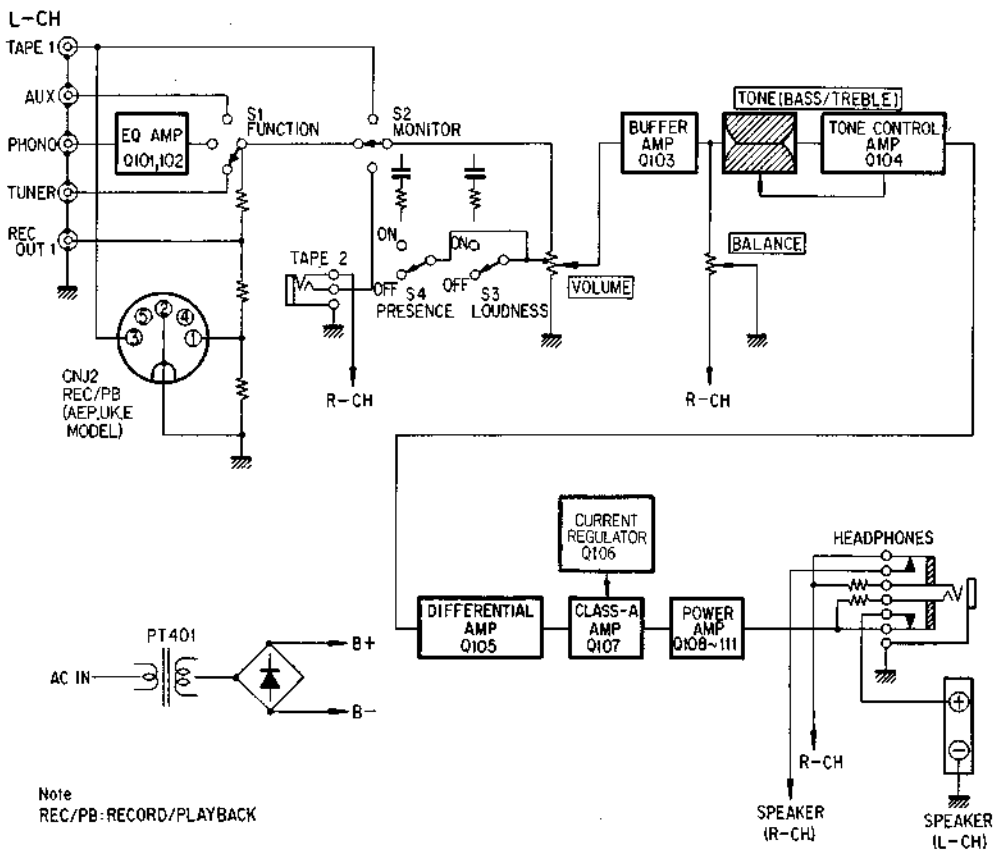 L-CH
TAPE 1
AUX
PHONO
TUNER
REC
OUT 1
EQ AMP
Q101,102
S1
FUNCTION
S2
MONITOR
BUFFER
AMP
Q103
TONE(BASS/TREBLE)
TONE CONTROL
AMP
Q104
BALANCE
ON
OFF
S4
PRESENCE
ON
OFF
S3
LOUDNESS
VOLUME
TAPE 2
R-CH
R-CH
3
5
2
4
1
CNJ2
REC/PB
(AEP,UK,E
MODEL)
CURRENT
REGULATOR
Q106
HEADPHONES
DIFFERENTIAL
AMP
Q105
CLASS-A
AMP
Q107
POWER
AMP
Q108~111
PT401
AC IN
B+
B-
+
-
R-CH
SPEAKER
(R-CH)
SPEAKER
(L-CH)
Note
REC/PB:RECORD/PLAYBACK